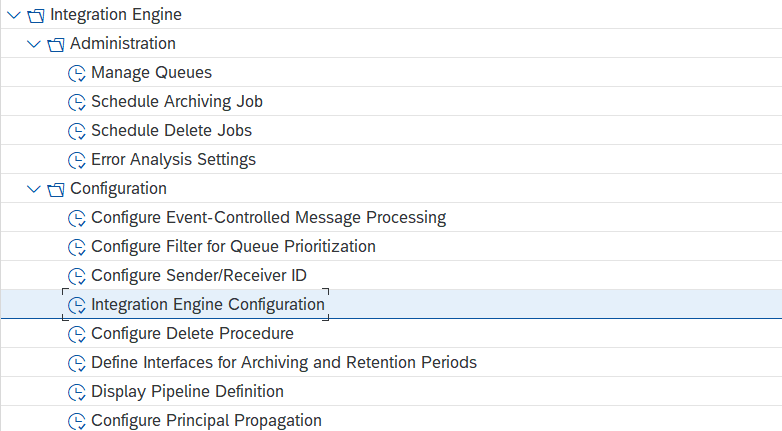 Integration Engine
Administration
Manage Queues
Schedule Archiving Job
Schedule Delete Jobs
Error Analysis Settings
Configuration
Configure Event-Controlled Message Processing
Configure Filter for Queue Prioritization
Configure Sender/Receiver ID
Integration Engine Configuration
Configure Delete Procedure
Define Interfaces for Archiving and Retention Periods
Display Pipeline Definition
Configure Principal Propagation